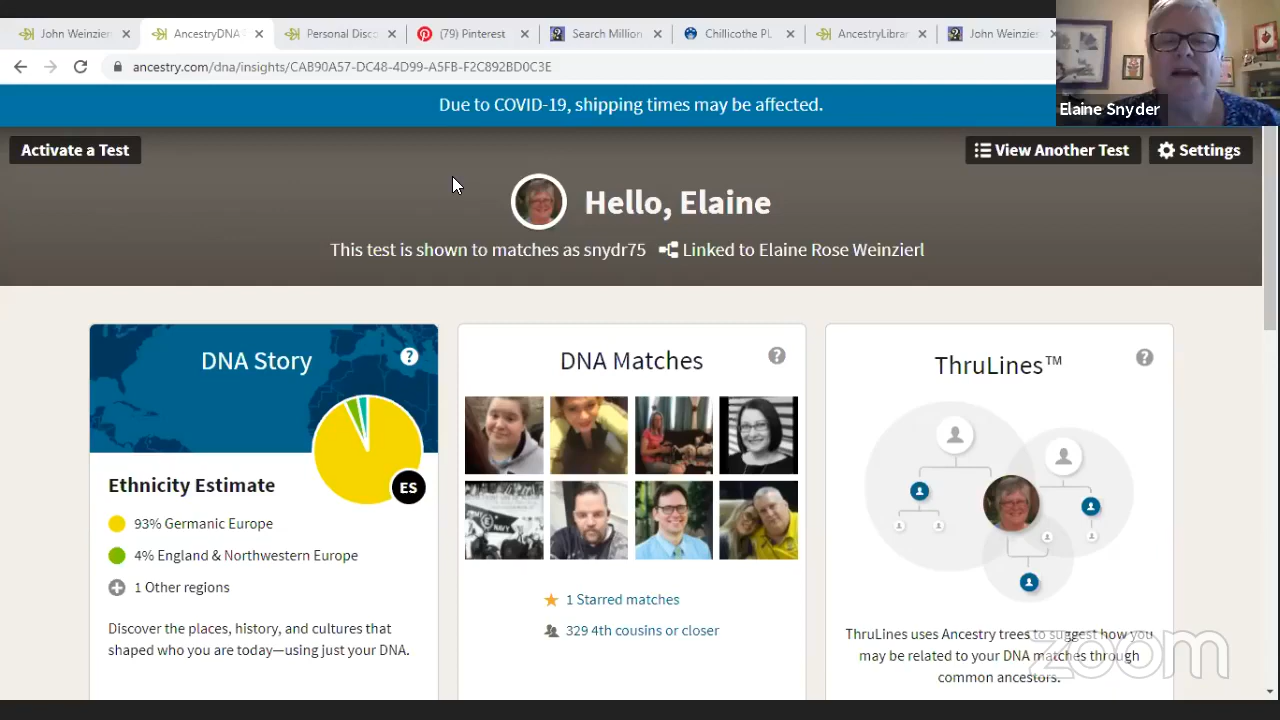 John Weinzier
AncestryDNA
Personal Disco
(79) Pinterest
Search Million
Chillicothe PL
AncestryLibrar
John Weinzie
ancestry.com/dna/insights/CAB90A57-DC48-4D99-A7FB-F2C892BD0C3E
Elaine Snyder
Due to COVID-19, shipping times may be affected.
Activate a Test
View Another Test
Settings
Hello, Elaine
This test is shown to matches as snydr75
Linked to Elaine Rose Weinzierl
DNA Story
?
ES
Ethnicity Estimate
93% Germanic Europe
4% England & Northwestern Europe
1 Other regions
Discover the places, history, and cultures that
shaped who you are today—using just your DNA.
DNA Matches
?
1 Starred matches
329 4th cousins or closer
ThruLines™
?
ThruLines uses Ancestry trees to suggest how you
may be related to your DNA matches through
common ancestors.
zoom